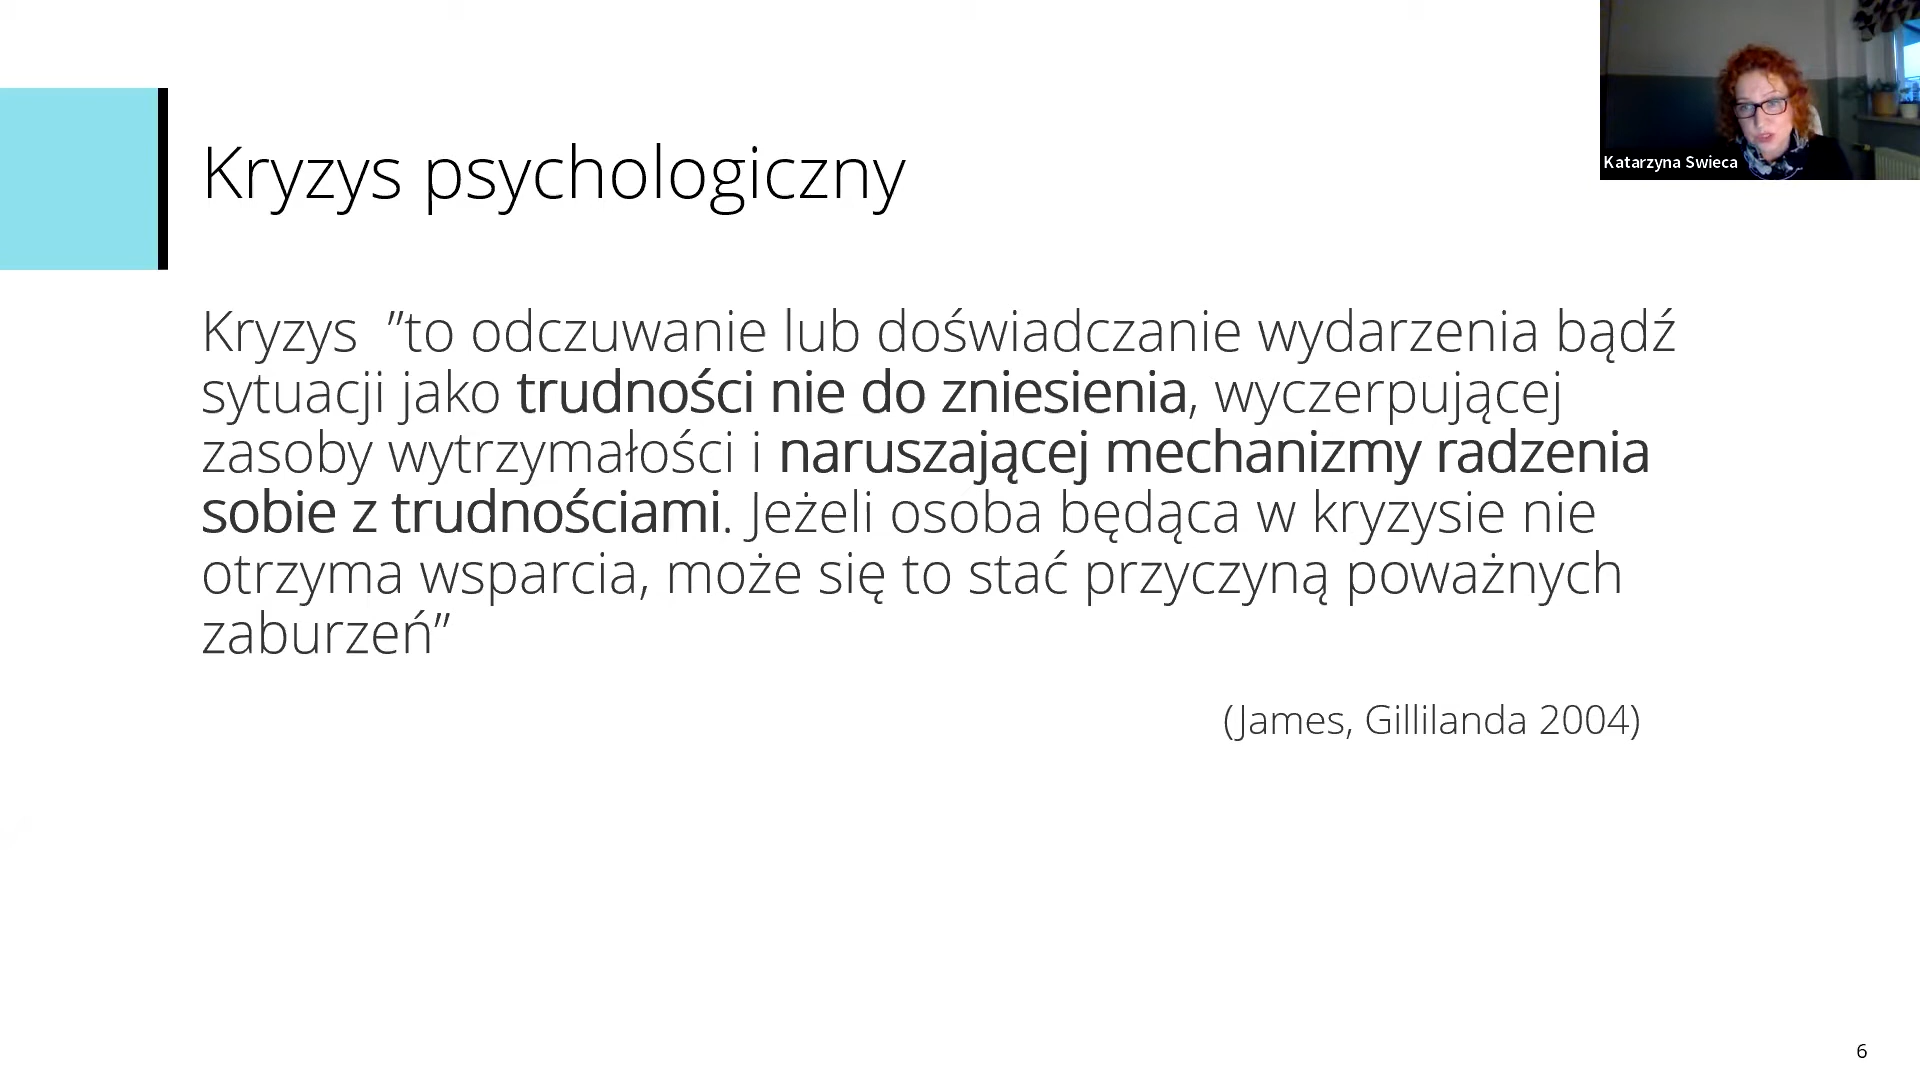 Kryzys psychologiczny
Katarzyna Swieca
Kryzys ”to odczuwanie lub doświadczanie wydarzenia bądź
sytuacji jako trudności nie do zniesienia, wyczerpującej
zasoby wytrzymałości i naruszającej mechanizmy radzenia
sobie z trudnościami. Jeżeli osoba będąca w kryzysie nie
otrzyma wsparcia, może się to stać przyczyną poważnych
zaburzeń”
(James, Gillilanda 2004)
6